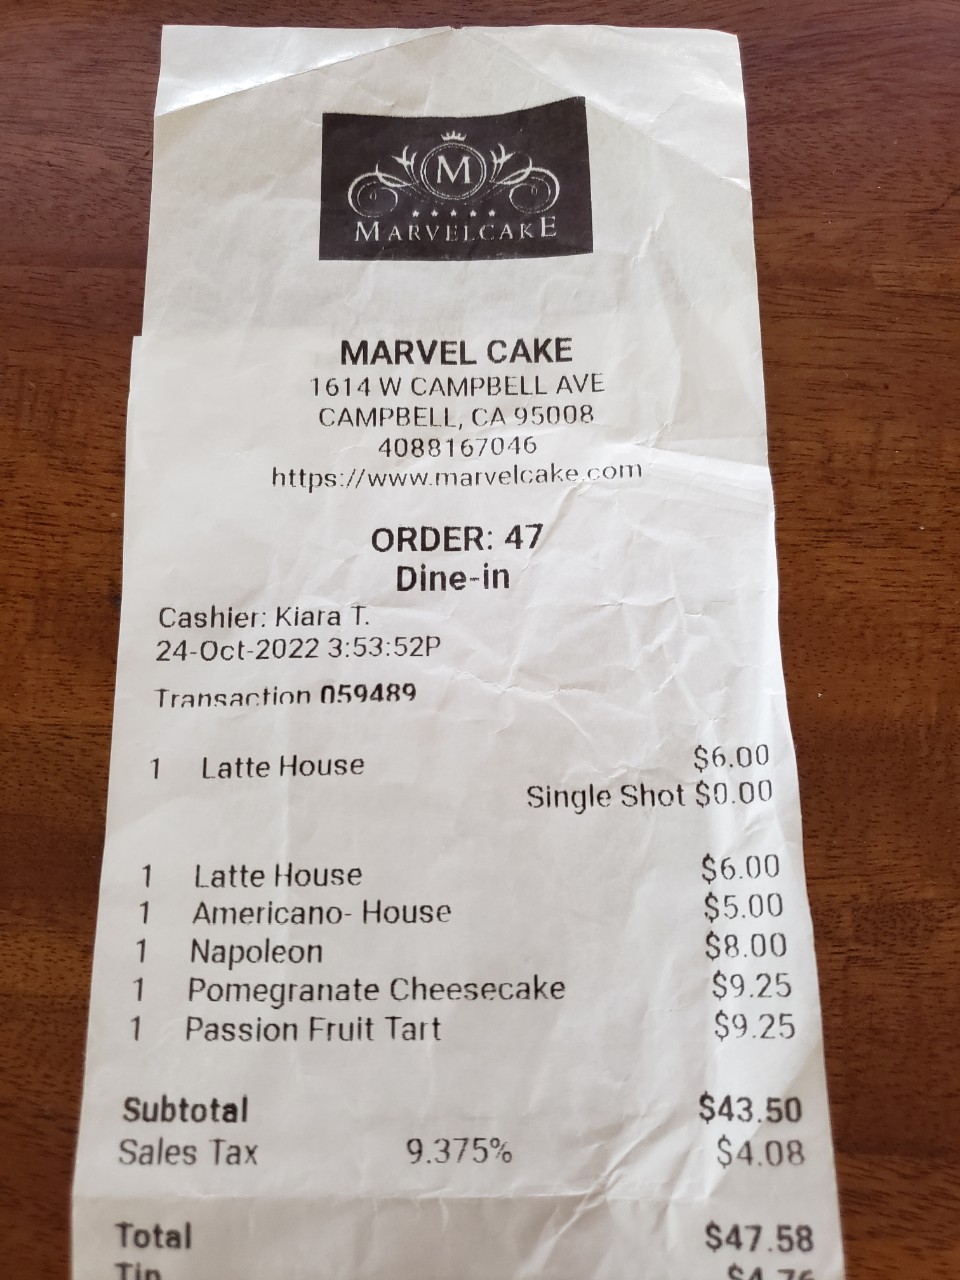 M
MARVELCAKE
MARVEL CAKE
1614 W CAMPBELL AVE
CAMPBELL, CA 95008
4088167046
https://www.marvelcake.com
ORDER: 47
Dine-in
Cashier: Kiara T.
24-Oct-2022 3:53:52P
Transaction 059489
1 Latte House $6.00
Single Shot $0.00
1 Latte House $6.00
1 Americano- House $5.00
1 Napoleon $8.00
1 Pomegranate Cheesecake $9.25
1 Passion Fruit Tart $9.25
Subtotal $43.50
Sales Tax 9.375% $4.08
Total $47.58
Tip $4.76